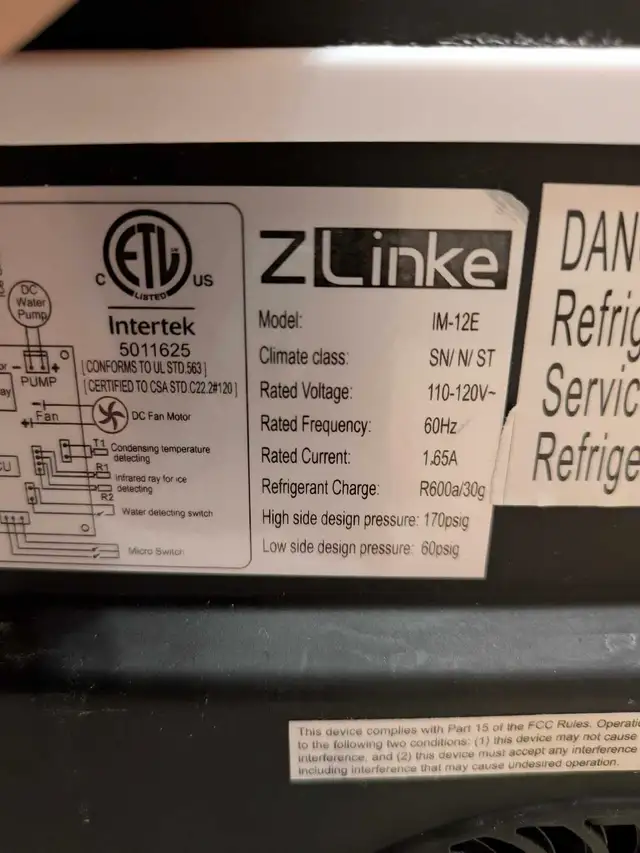 DC
Water
Pump
- +
PUMP
-
+
Fan
DC Fan Motor
T1
Condensing temperature
detecting
R1
Infrared ray for ice
detecting
R2
Water detecting switch
Micro Switch
C ETL US
LISTED
Intertek
5011625
[CONFORMS TO UL STD.563]
[CERTIFIED TO CSA STD.C22.2#120]
ZLinke
Model: IM-12E
Climate class: SN/ N/ ST
Rated Voltage: 110-120V~
Rated Frequency: 60Hz
Rated Current: 1.65A
Refrigerant Charge: R600a/30g
High side design pressure: 170psig
Low side design pressure: 60psig
DAN
Refrig
Servic
Refrige
This device complies with Part 15 of the FCC Rules. Operatio
to the following two conditions: (1) this device may not cause
interference, and (2) this device must accept any interference
including interference that may cause undesired operation.